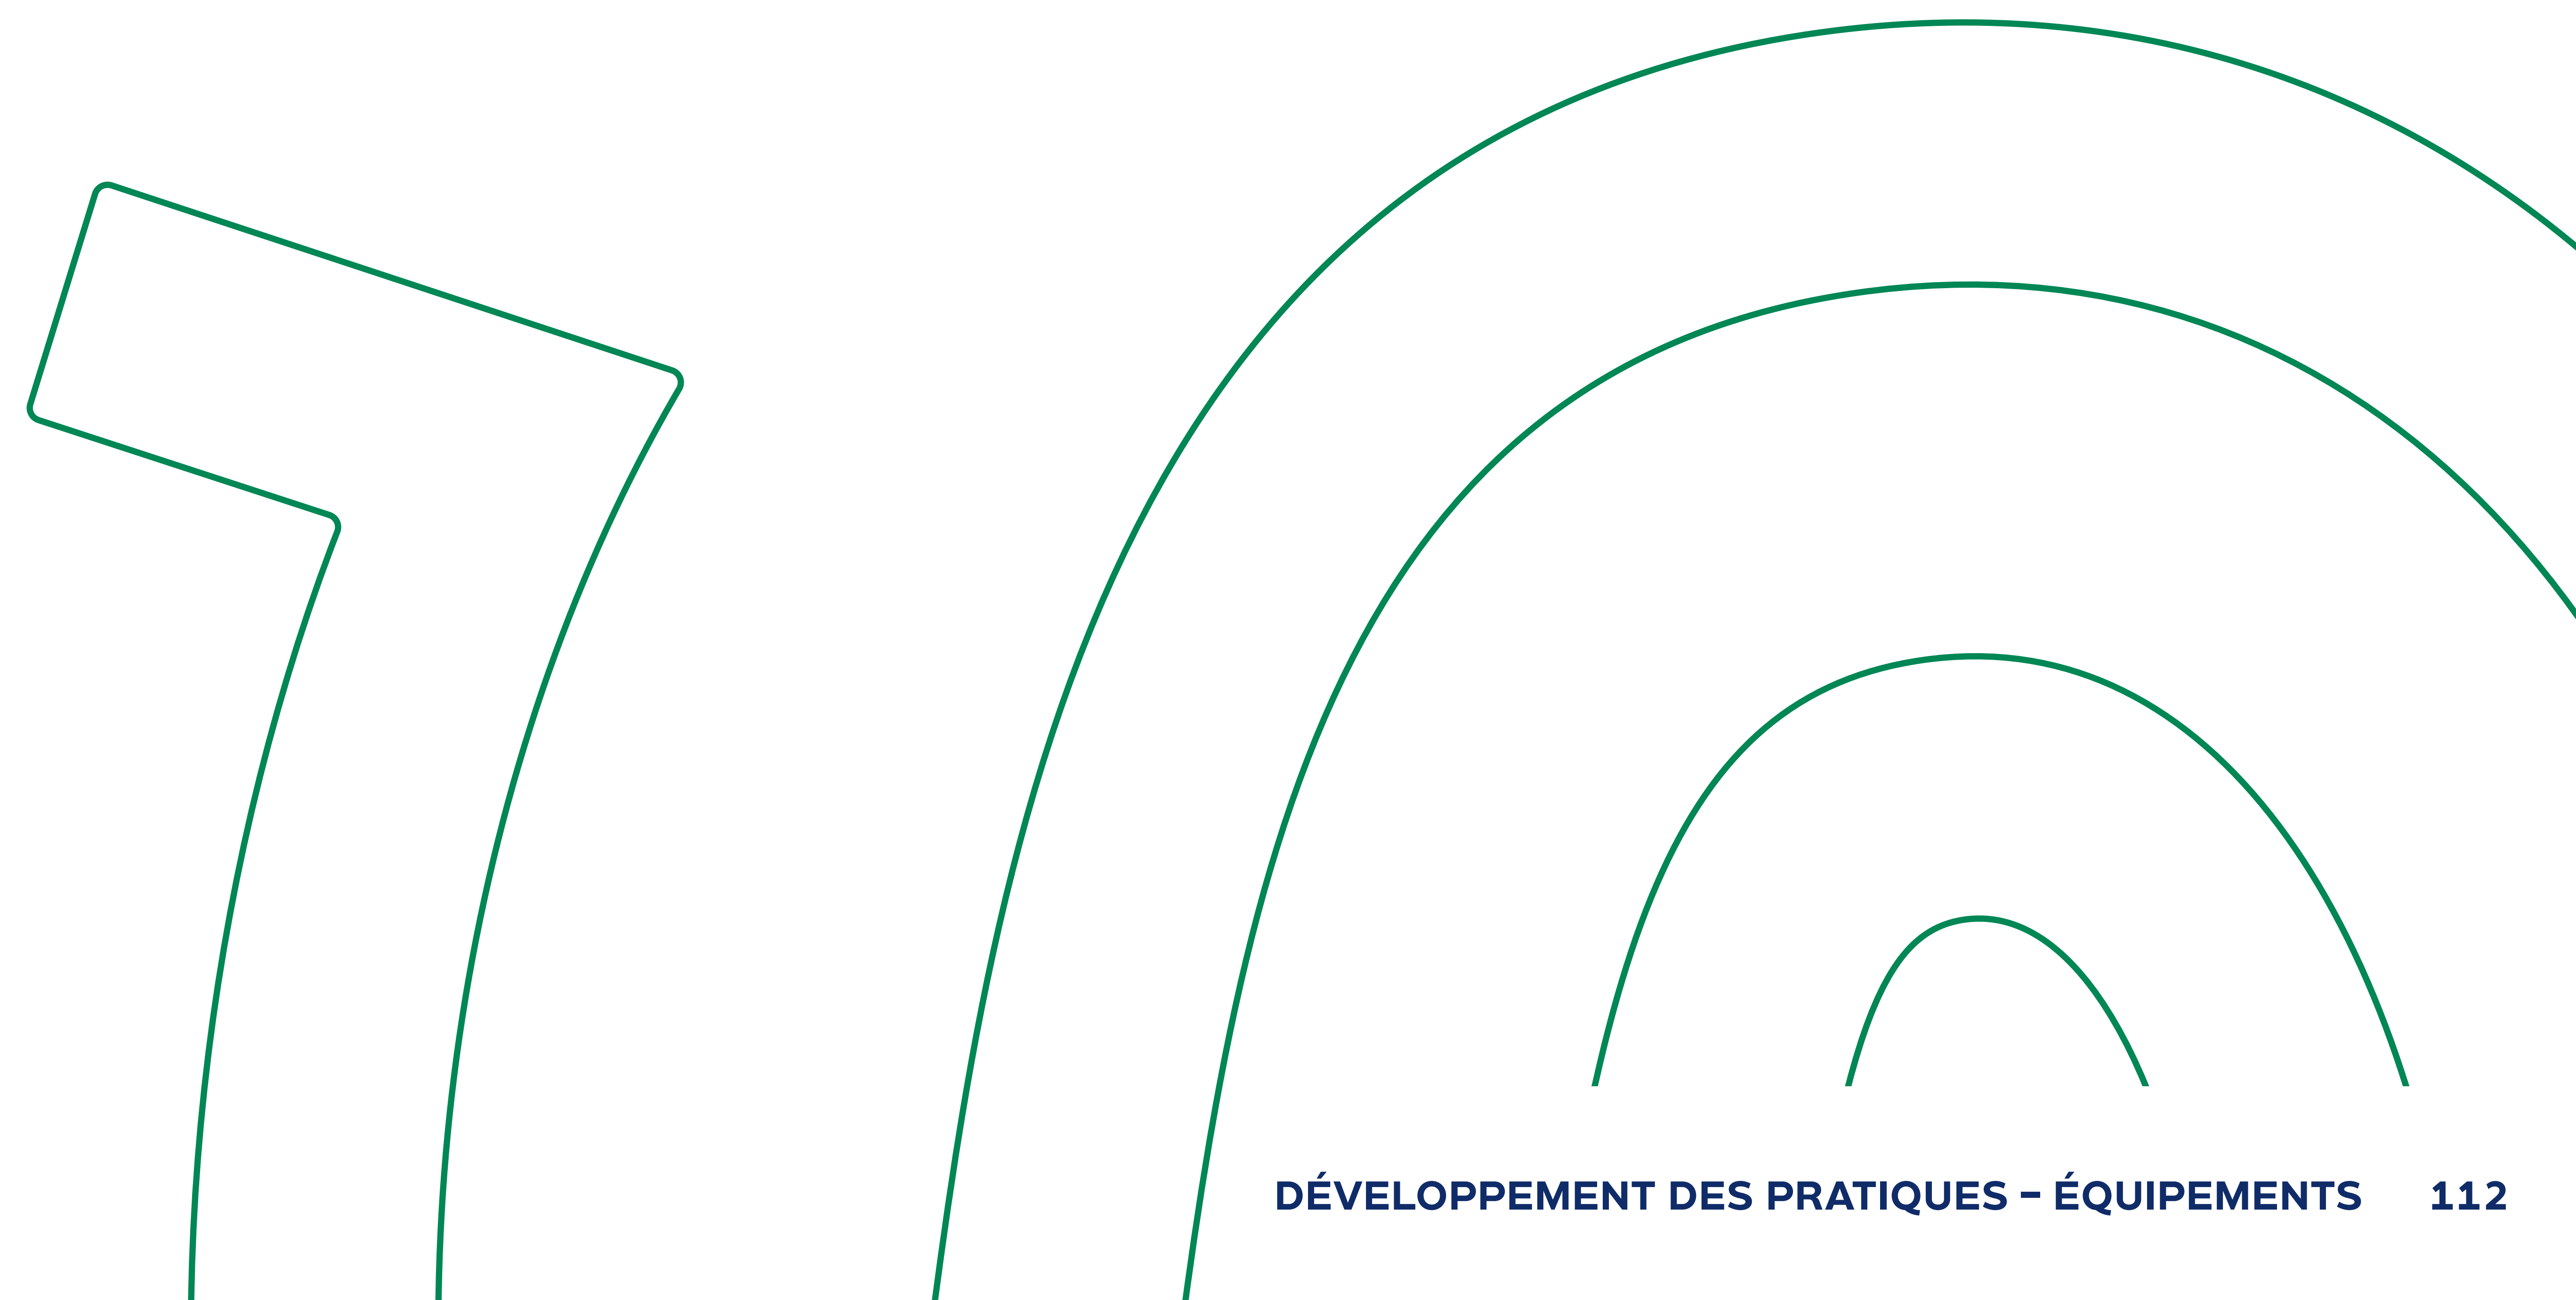 DÉVELOPPEMENT DES PRATIQUES – ÉQUIPEMENTS 112